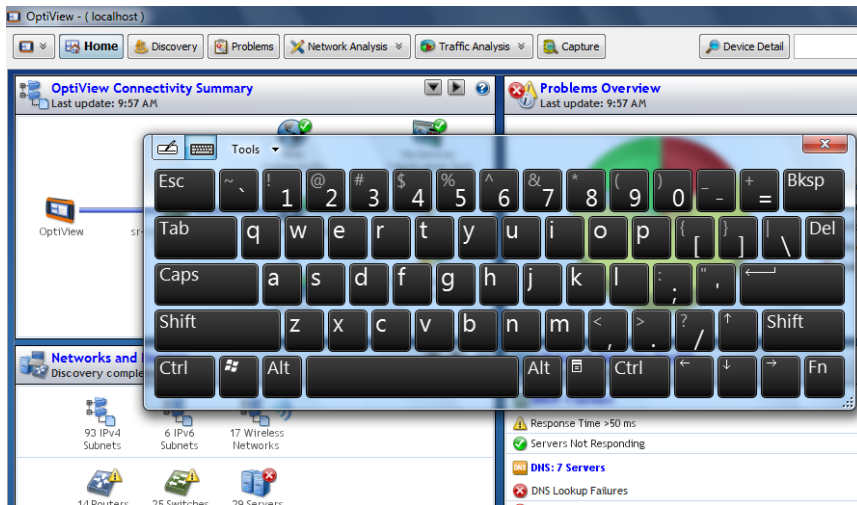 OptiView - ( localhost )
Home Discovery Problems Network Analysis Traffic Analysis Capture Device Detail
OptiView Connectivity Summary
Last update: 9:57 AM
Problems Overview
Last update: 9:57 AM
OptiView
Tools
Esc ~ ` ! 1 @ 2 # 3 $ 4 % 5 ^ 6 & 7 * 8 ( 9 ) 0 _ - + = Bksp
Tab q w e r t y u i o p { [ } ] | \ Del
Caps a s d f g h j k l : ; " '
Shift z x c v b n m < , > . ? / ↑ Shift
Ctrl Alt Alt Ctrl ← ↓ → Fn
Networks and
Discovery comple
93 IPv4
Subnets
6 IPv6
Subnets
17 Wireless
Networks
14 Routers
25 Switches
29 Servers
Response Time >50 ms
Servers Not Responding
DNS DNS: 7 Servers
DNS Lookup Failures